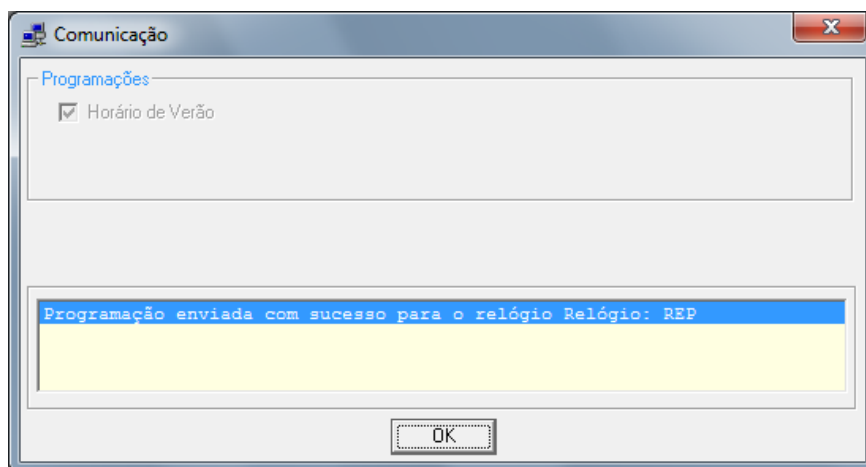 Comunicação
Programações
Horário de Verão
Programação enviada com sucesso para o relógio Relógio: REP
OK